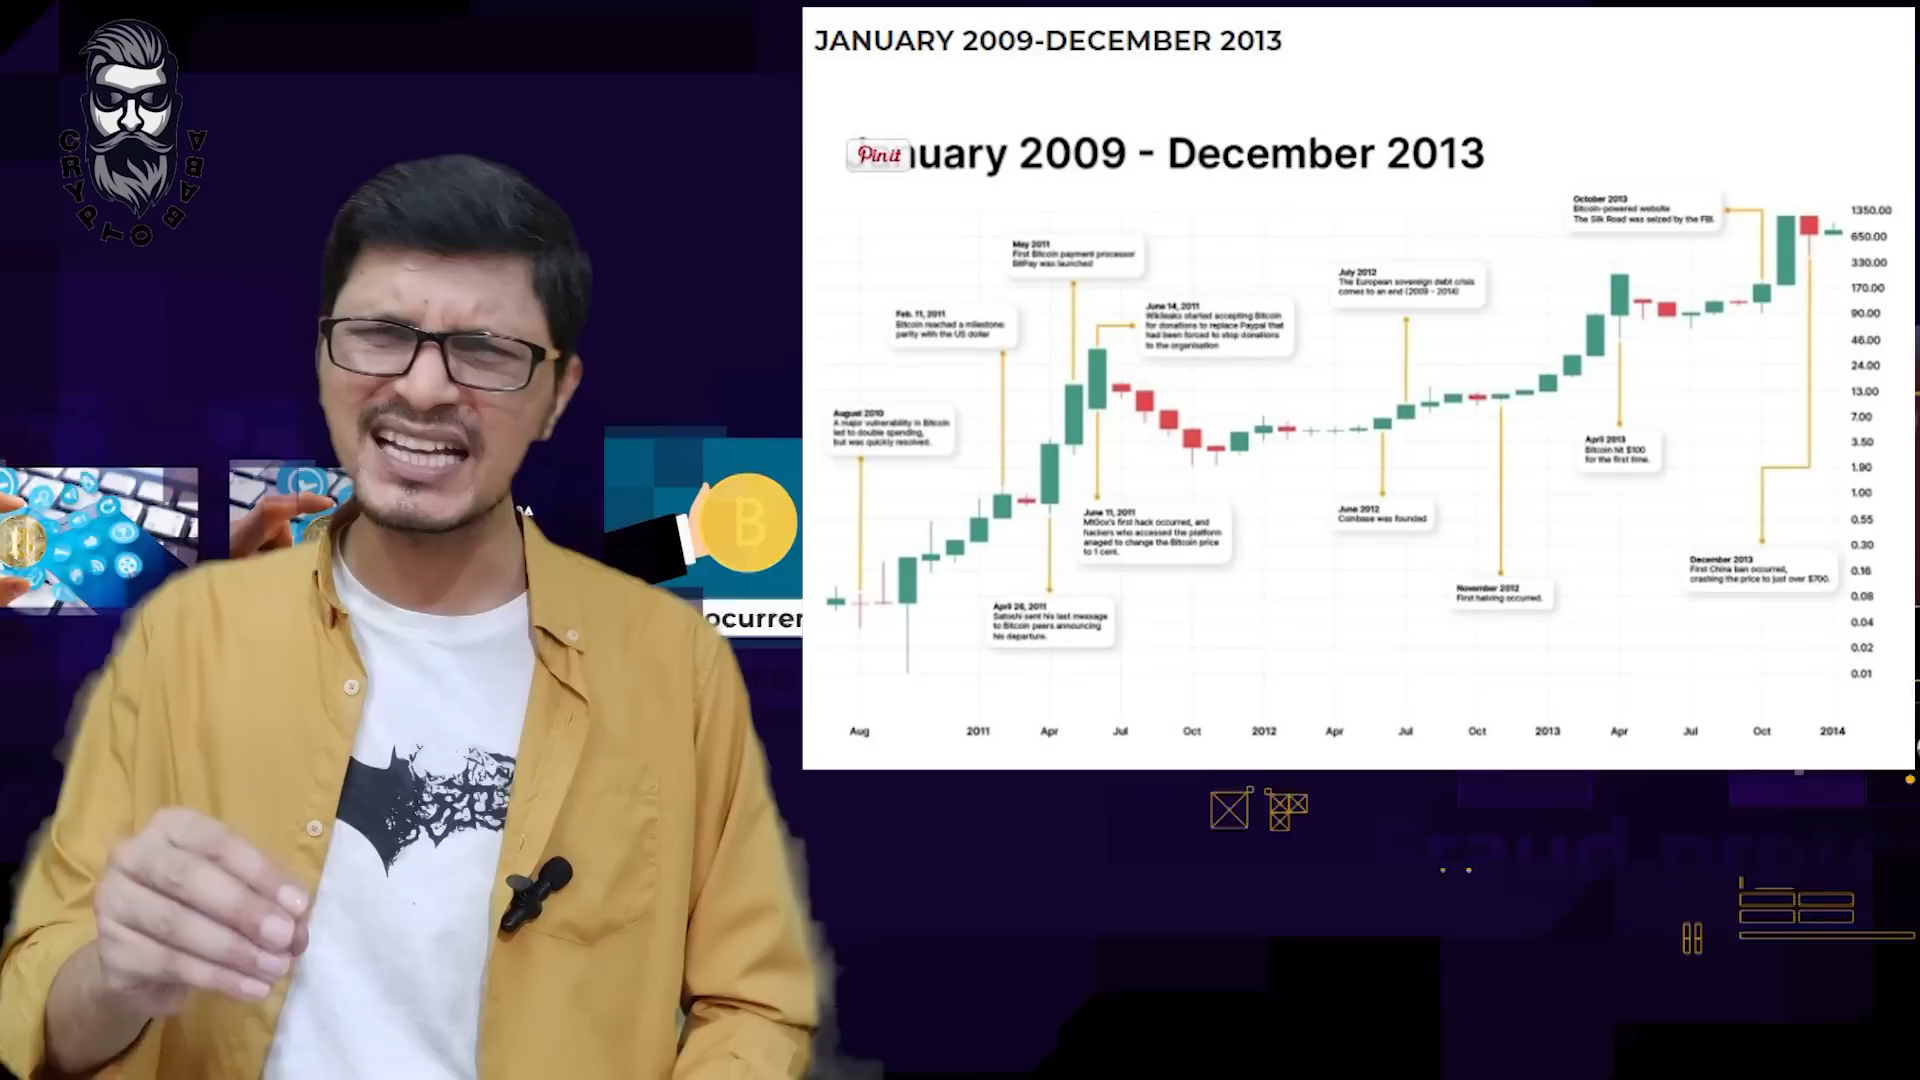 CRYPTO BABA
JANUARY 2009-DECEMBER 2013
Pin it
nuary 2009 - December 2013
October 2013
Bitcoin-powered website
The Silk Road was seized by the FBI.
May 2011
First Bitcoin payment processor
BitPay was launched
July 2012
The European sovereign debt crisis
comes to an end (2009 - 2014)
Feb. 11, 2011
Bitcoin reached a milestone:
parity with the US dollar
June 14, 2011
Wikileaks started accepting Bitcoin
for donations to replace Paypal that
had been forced to stop donations
to the organisation
August 2010
A major vulnerability in Bitcoin
led to double spending,
but was quickly resolved.
April 2013
Bitcoin hit $100
for the first time.
June 11, 2011
MtGox's first hack occurred, and
hackers who accessed the platform
anaged to change the Bitcoin price
to 1 cent.
June 2012
Coinbase was founded
December 2013
First China ban occurred,
crashing the price to just over $700.
November 2012
First halving occurred.
April 26, 2011
Satoshi sent his last message
to Bitcoin peers announcing
his departure.
1350.00
650.00
330.00
170.00
90.00
46.00
24.00
13.00
7.00
3.50
1.90
1.00
0.55
0.30
0.16
0.08
0.04
0.02
0.01
Aug
2011
Apr
Jul
Oct
2012
Apr
Jul
Oct
2013
Apr
Jul
Oct
2014
ocurren